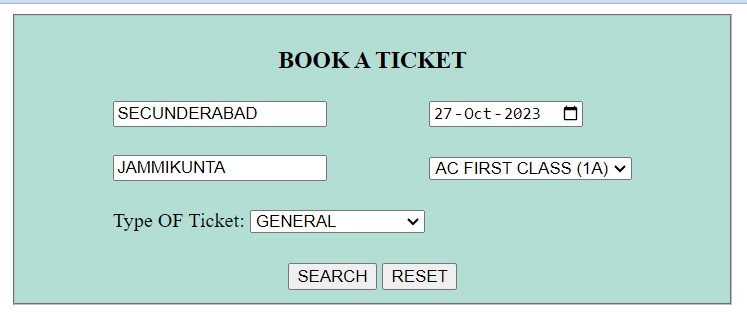 BOOK A TICKET
SECUNDERABAD 27-Oct-2023
JAMMIKUNTA AC FIRST CLASS (1A)
Type OF Ticket: GENERAL
SEARCH RESET